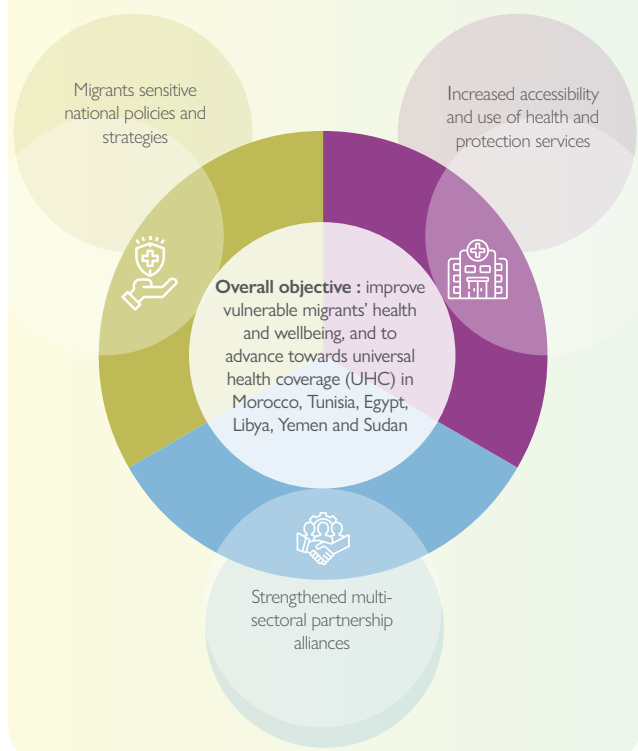 Migrants sensitive
national policies and
strategies
Increased accessibility
and use of health and
protection services
Overall objective : improve
vulnerable migrants' health
and wellbeing, and to
advance towards universal
health coverage (UHC) in
Morocco, Tunisia, Egypt,
Libya, Yemen and Sudan
Strengthened multi-
sectoral partnership
alliances